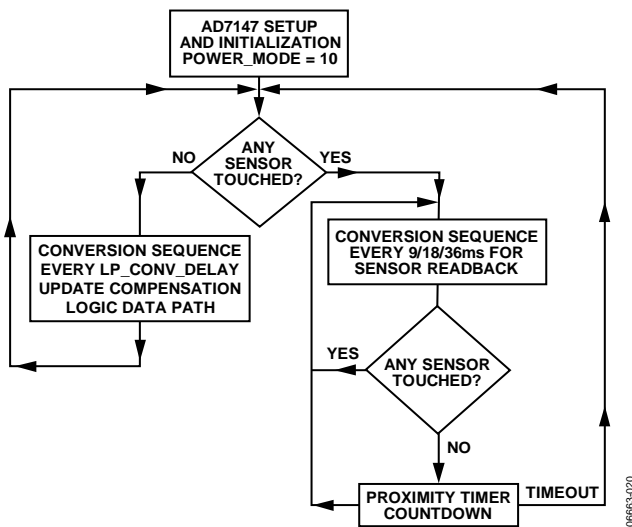 AD7147 SETUP
AND INITIALIZATION
POWER_MODE = 10
NO
ANY
SENSOR
TOUCHED?
YES
CONVERSION SEQUENCE
EVERY LP_CONV_DELAY
UPDATE COMPENSATION
LOGIC DATA PATH
CONVERSION SEQUENCE
EVERY 9/18/36ms FOR
SENSOR READBACK
YES
ANY SENSOR
TOUCHED?
NO
PROXIMITY TIMER
COUNTDOWN
TIMEOUT
06663-020